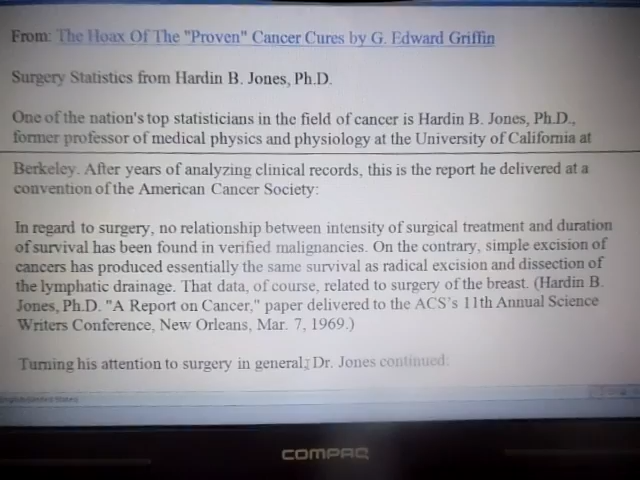 From: The Hoax Of The "Proven" Cancer Cures by G. Edward Griffin
Surgery Statistics from Hardin B. Jones, Ph.D.
One of the nation's top statisticians in the field of cancer is Hardin B. Jones, Ph.D.,
former professor of medical physics and physiology at the University of California at
Berkeley. After years of analyzing clinical records, this is the report he delivered at a
convention of the American Cancer Society:
In regard to surgery, no relationship between intensity of surgical treatment and duration
of survival has been found in verified malignancies. On the contrary, simple excision of
cancers has produced essentially the same survival as radical excision and dissection of
the lymphatic drainage. That data, of course, related to surgery of the breast. (Hardin B.
Jones, Ph.D. "A Report on Cancer," paper delivered to the ACS's 11th Annual Science
Writers Conference, New Orleans, Mar. 7, 1969.)
Turning his attention to surgery in general, Dr. Jones continued:
COMPAQ